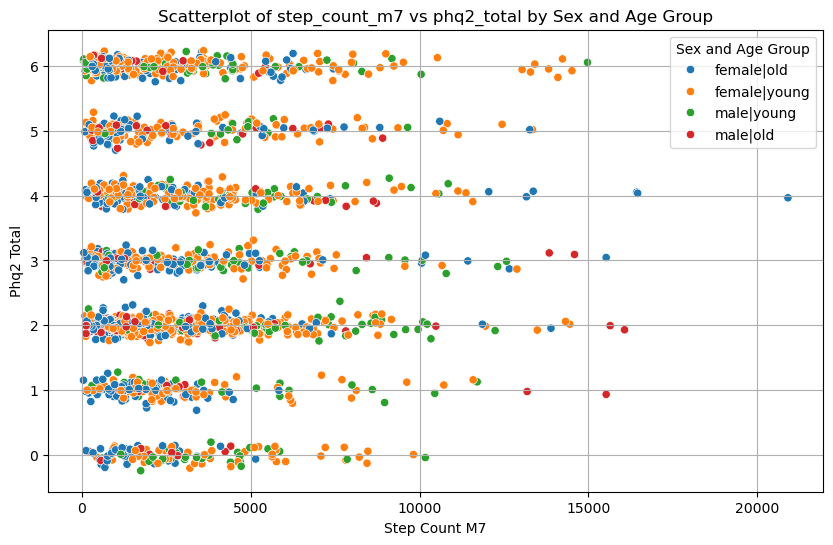 Scatterplot of step_count_m7 vs phq2_total by Sex and Age Group
Sex and Age Group
female|old
female|young
male|young
male|old
Phq2 Total
6
5
4
3
2
1
0
0 5000 10000 15000 20000
Step Count M7